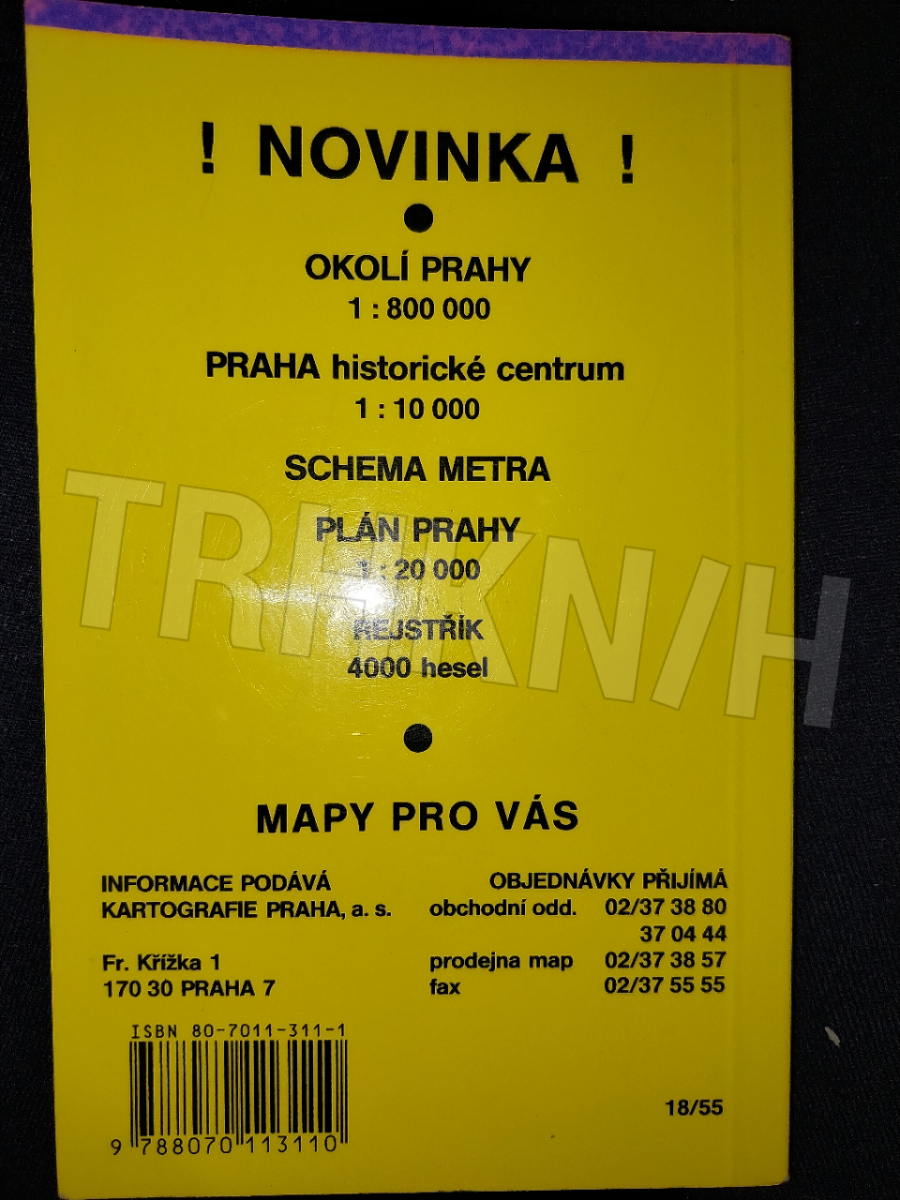 ! NOVINKA !
OKOLÍ PRAHY
1 : 800 000
PRAHA historické centrum
1 : 10 000
SCHEMA METRA
PLÁN PRAHY
1 : 20 000
REJSTŘÍK
4000 hesel
MAPY PRO VÁS
INFORMACE PODÁVÁ
KARTOGRAFIE PRAHA, a. s.
Fr. Křížka 1
170 30 PRAHA 7
OBJEDNÁVKY PŘIJÍMÁ
obchodní odd. 02/37 38 80
37 04 44
prodejna map 02/37 38 57
fax 02/37 55 55
ISBN 80-7011-311-1
9 788070 113110
18/55